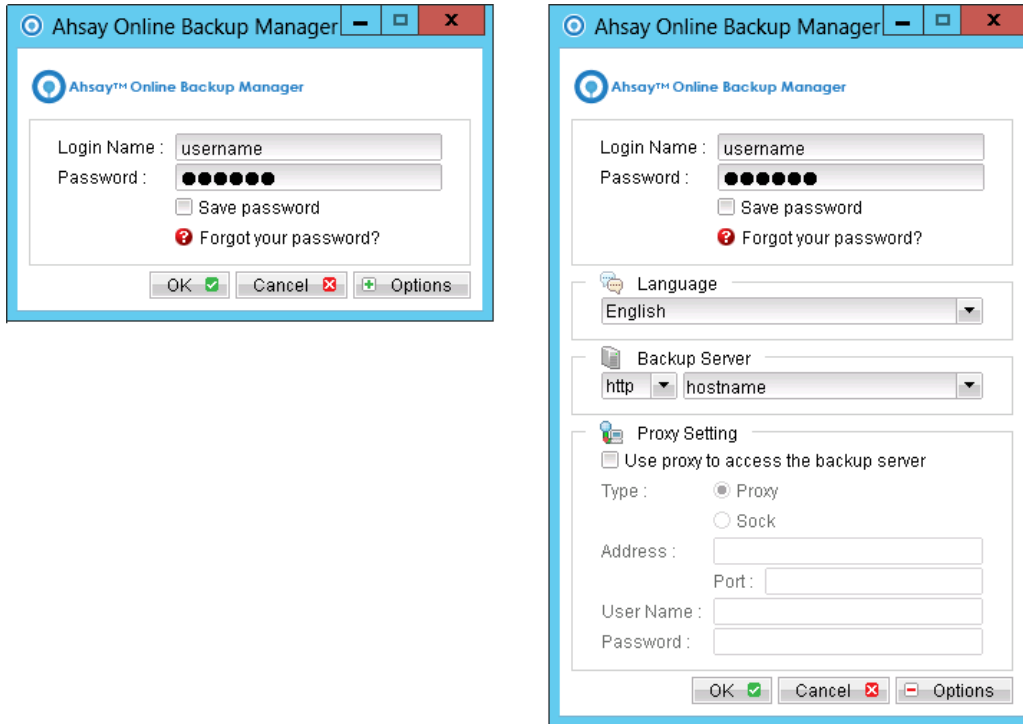 Ahsay Online Backup Manager
Ahsay™ Online Backup Manager
Login Name : username
Password : ●●●●●●
Save password
Forgot your password?
OK Cancel Options
Ahsay Online Backup Manager
Ahsay™ Online Backup Manager
Login Name : username
Password : ●●●●●●
Save password
Forgot your password?
Language
English
Backup Server
http hostname
Proxy Setting
Use proxy to access the backup server
Type : Proxy
Sock
Address :
Port :
User Name :
Password :
OK Cancel Options